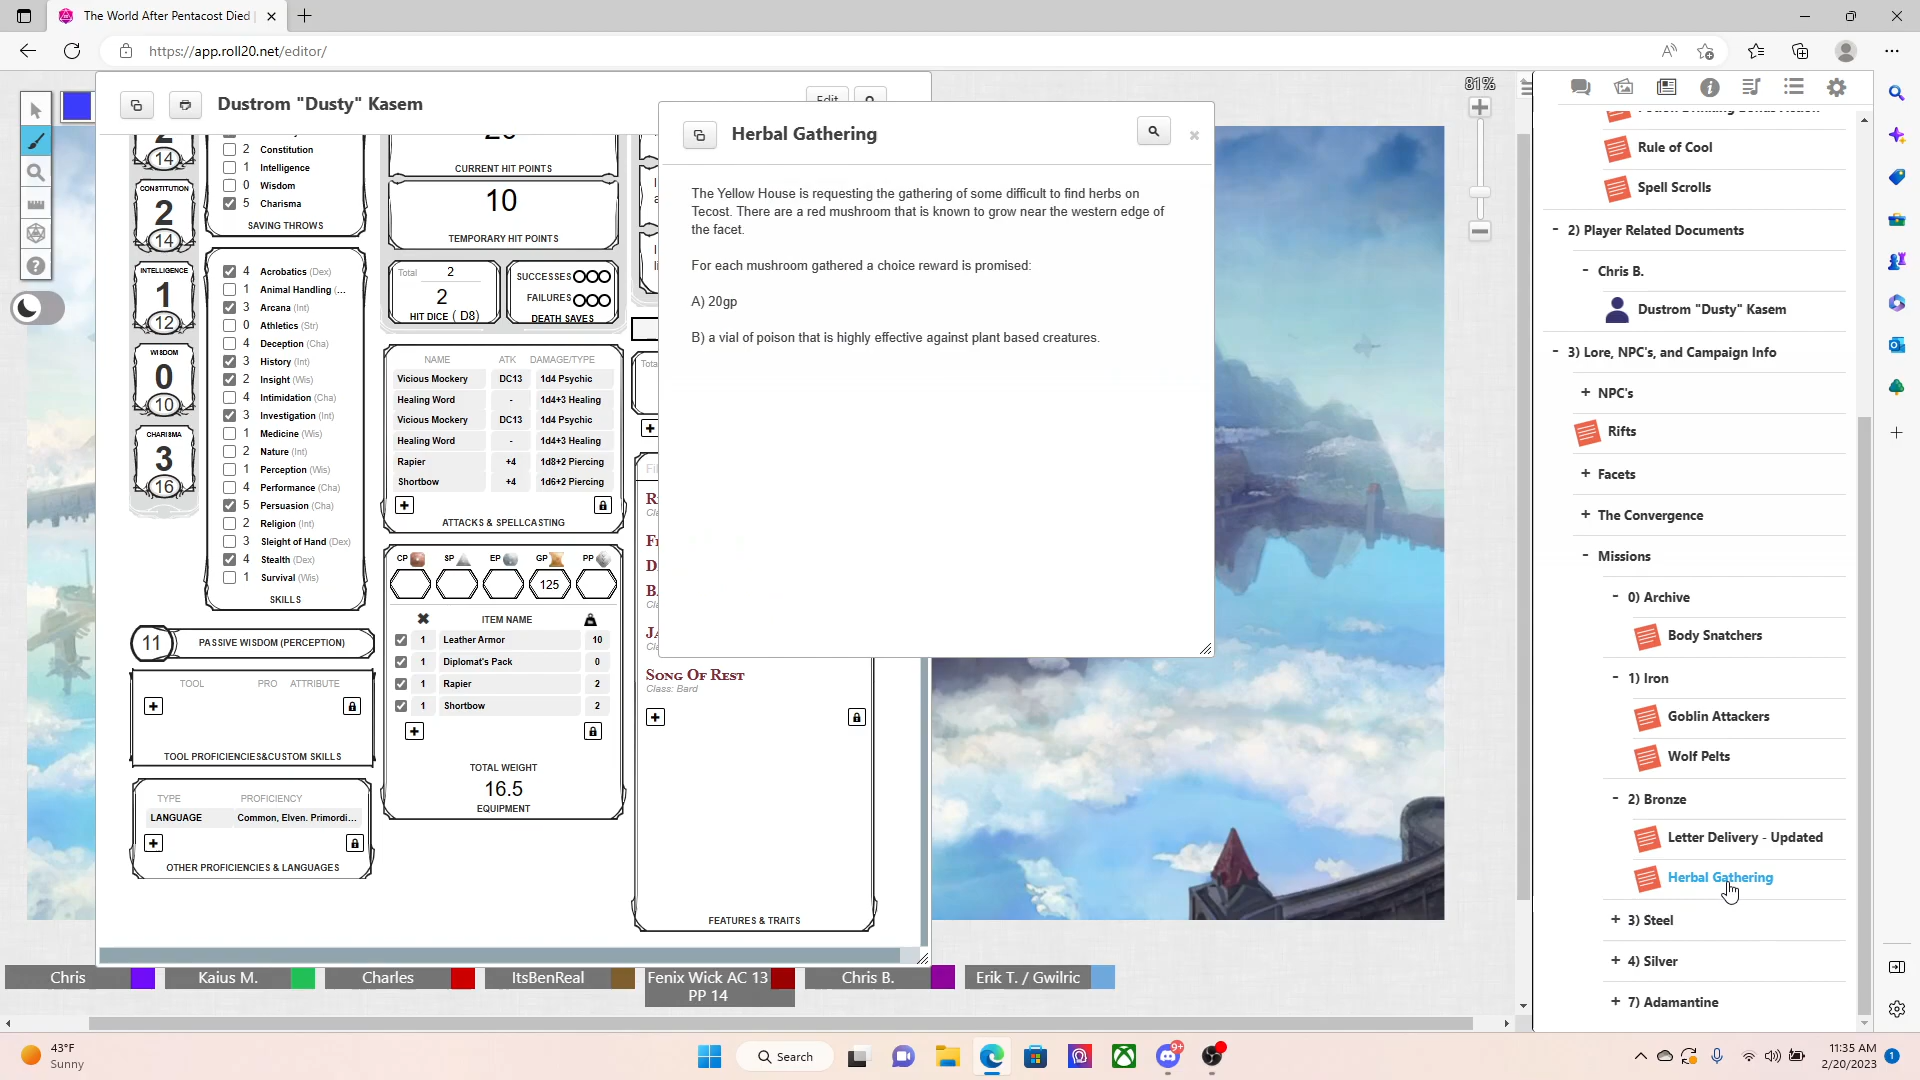 The World After Pentacost Died
https://app.roll20.net/editor/
Dustrom "Dusty" Kasem
Edit
14
CONSTITUTION
2
14
INTELLIGENCE
1
12
WISDOM
0
10
CHARISMA
3
16
2 Constitution
1 Intelligence
0 Wisdom
5 Charisma
SAVING THROWS
4 Acrobatics (Dex)
1 Animal Handling (...
3 Arcana (Int)
0 Athletics (Str)
4 Deception (Cha)
3 History (Int)
2 Insight (Wis)
4 Intimidation (Cha)
3 Investigation (Int)
1 Medicine (Wis)
2 Nature (Int)
1 Perception (Wis)
4 Performance (Cha)
5 Persuasion (Cha)
2 Religion (Int)
3 Sleight of Hand (Dex)
4 Stealth (Dex)
1 Survival (Wis)
SKILLS
11 PASSIVE WISDOM (PERCEPTION)
TOOL PRO ATTRIBUTE
TOOL PROFICIENCIES&CUSTOM SKILLS
TYPE PROFICIENCY
LANGUAGE Common, Elven. Primordi...
OTHER PROFICIENCIES & LANGUAGES
CURRENT HIT POINTS
10
TEMPORARY HIT POINTS
Total 2
2
HIT DICE ( D8)
SUCCESSES
FAILURES
DEATH SAVES
NAME ATK DAMAGE/TYPE
Vicious Mockery DC13 1d4 Psychic
Healing Word - 1d4+3 Healing
Vicious Mockery DC13 1d4 Psychic
Healing Word - 1d4+3 Healing
Rapier +4 1d8+2 Piercing
Shortbow +4 1d6+2 Piercing
ATTACKS & SPELLCASTING
CP SP EP GP PP
125
ITEM NAME
1 Leather Armor 10
1 Diplomat's Pack 0
1 Rapier 2
1 Shortbow 2
TOTAL WEIGHT
16.5
EQUIPMENT
Tota
SONG OF REST
Class: Bard
FEATURES & TRAITS
Herbal Gathering
The Yellow House is requesting the gathering of some difficult to find herbs on
Tecost. There are a red mushroom that is known to grow near the western edge of
the facet.
For each mushroom gathered a choice reward is promised:
A) 20gp
B) a vial of poison that is highly effective against plant based creatures.
81%
Rule of Cool
Spell Scrolls
- 2) Player Related Documents
- Chris B.
Dustrom "Dusty" Kasem
- 3) Lore, NPC's, and Campaign Info
+ NPC's
Rifts
+ Facets
+ The Convergence
- Missions
- 0) Archive
Body Snatchers
- 1) Iron
Goblin Attackers
Wolf Pelts
- 2) Bronze
Letter Delivery - Updated
Herbal Gathering
+ 3) Steel
+ 4) Silver
+ 7) Adamantine
Chris
Kaius M.
Charles
ItsBenReal
Fenix Wick AC 13
PP 14
Chris B.
Erik T. / Gwilric
43°F
Sunny
Search
9+
11:35 AM
2/20/2023
1